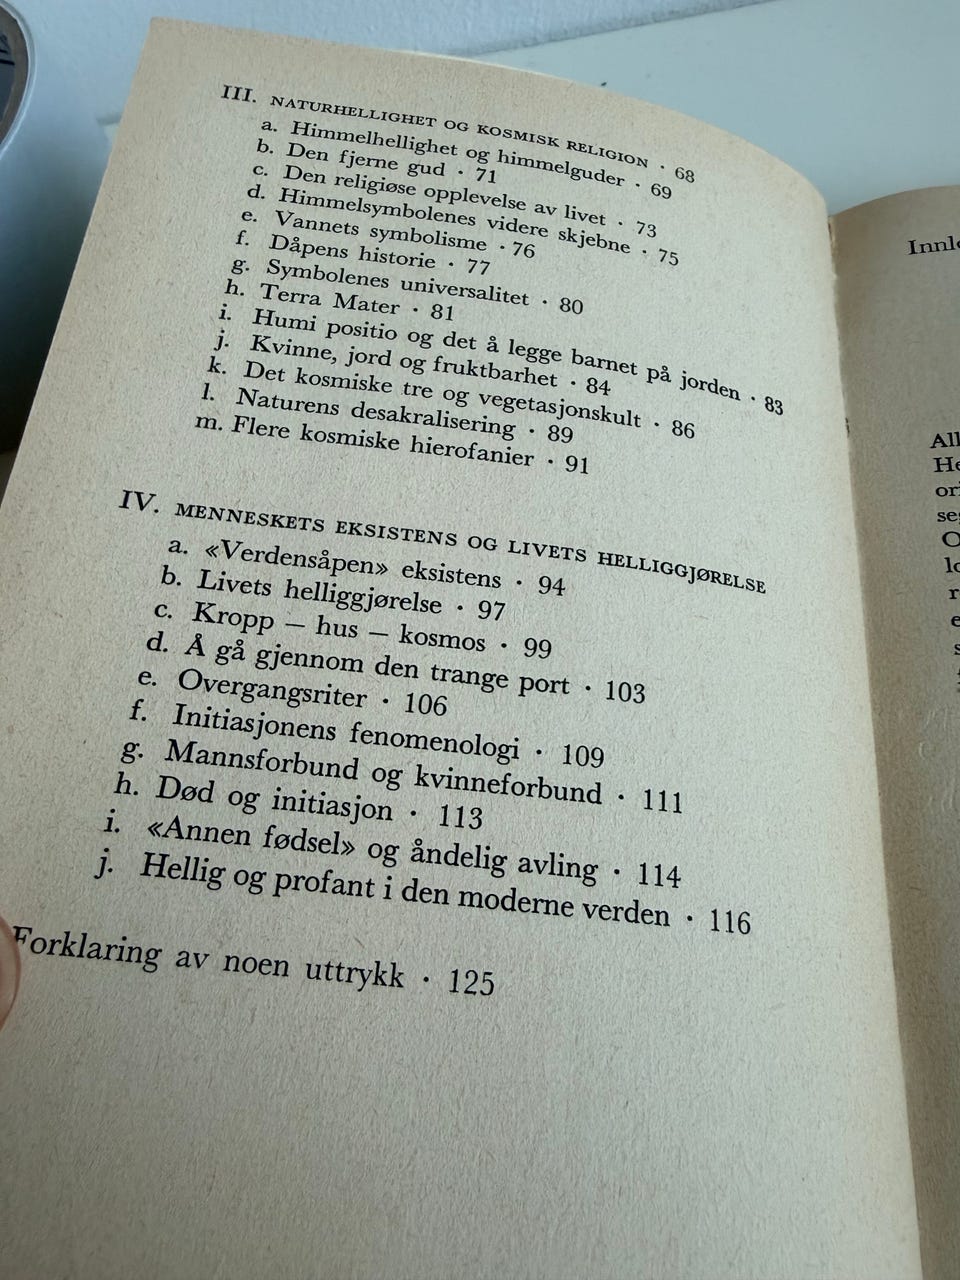 III. NATURHELLIGHET OG KOSMISK RELIGION · 68
a. Himmelhellighet og himmelguder · 69
b. Den fjerne gud · 71
c. Den religiøse opplevelse av livet · 73
d. Himmelsymbolenes videre skjebne · 75
e. Vannets symbolisme · 76
f. Dåpens historie · 77
g. Symbolenes universalitet · 80
h. Terra Mater · 81
i. Humi positio og det å legge barnet på jorden · 83
j. Kvinne, jord og fruktbarhet · 84
k. Det kosmiske tre og vegetasjonskult · 86
l. Naturens desakralisering · 89
m. Flere kosmiske hierofanier · 91
IV. MENNESKETS EKSISTENS OG LIVETS HELLIGGJØRELSE
a. «Verdensåpen» eksistens · 94
b. Livets helliggjørelse · 97
c. Kropp – hus – kosmos · 99
d. Å gå gjennom den trange port · 103
e. Overgangsriter · 106
f. Initiasjonens fenomenologi · 109
g. Mannsforbund og kvinneforbund · 111
h. Død og initiasjon · 113
i. «Annen fødsel» og åndelig avling · 114
j. Hellig og profant i den moderne verden · 116
Forklaring av noen uttrykk · 125